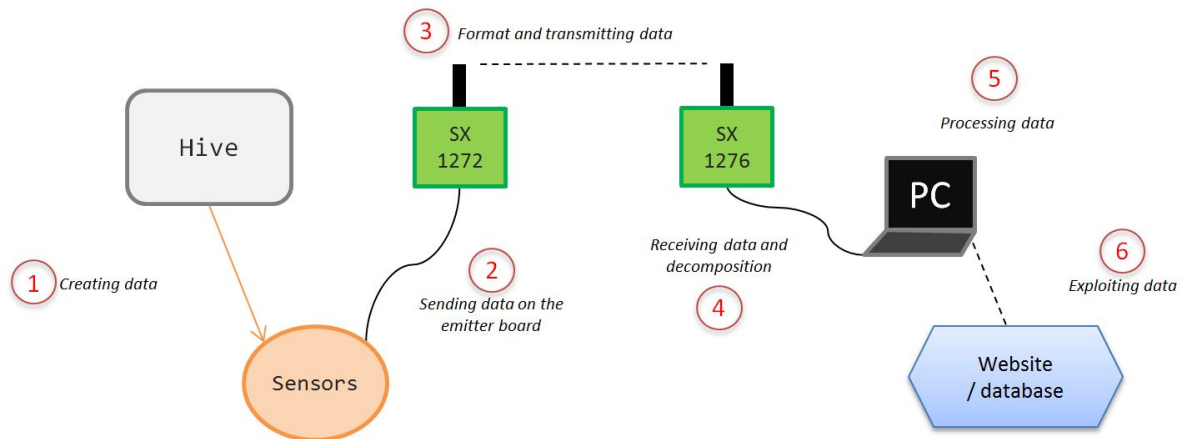 3
Format and transmitting data
Hive
SX
1272
SX
1276
5
Processing data
PC
1
Creating data
2
Sending data on the
emitter board
Receiving data and
decomposition
4
6
Exploiting data
Sensors
Website
/ database